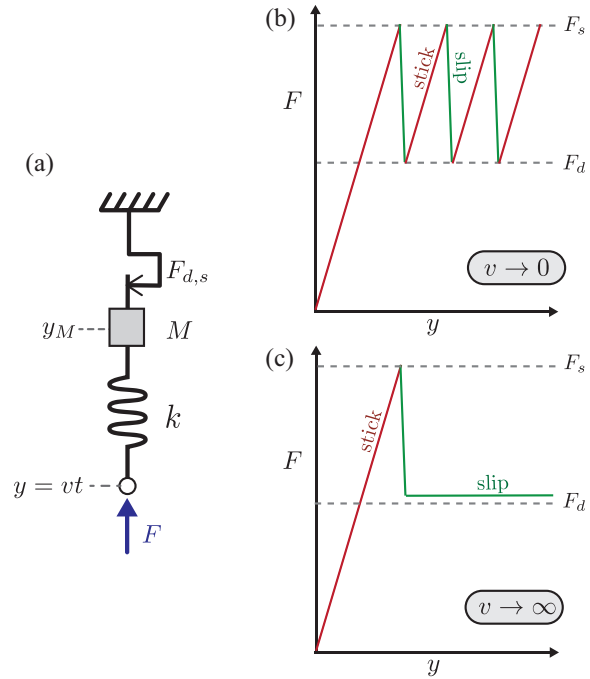 (a)
F_{d,s}
y_M
M
k
y = vt
F
(b)
F_s
stick
slip
F
F_d
v → 0
y
(c)
F_s
stick
F
slip
F_d
v → ∞
y